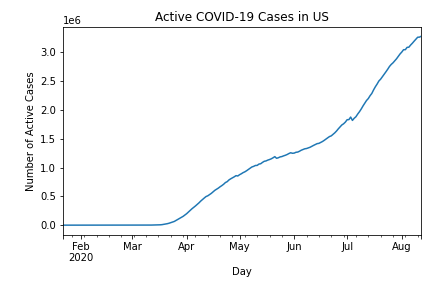 Active COVID-19 Cases in US
1e6
3.0
2.5
2.0
1.5
1.0
0.5
0.0
Number of Active Cases
Feb Mar Apr May Jun Jul Aug
2020
Day